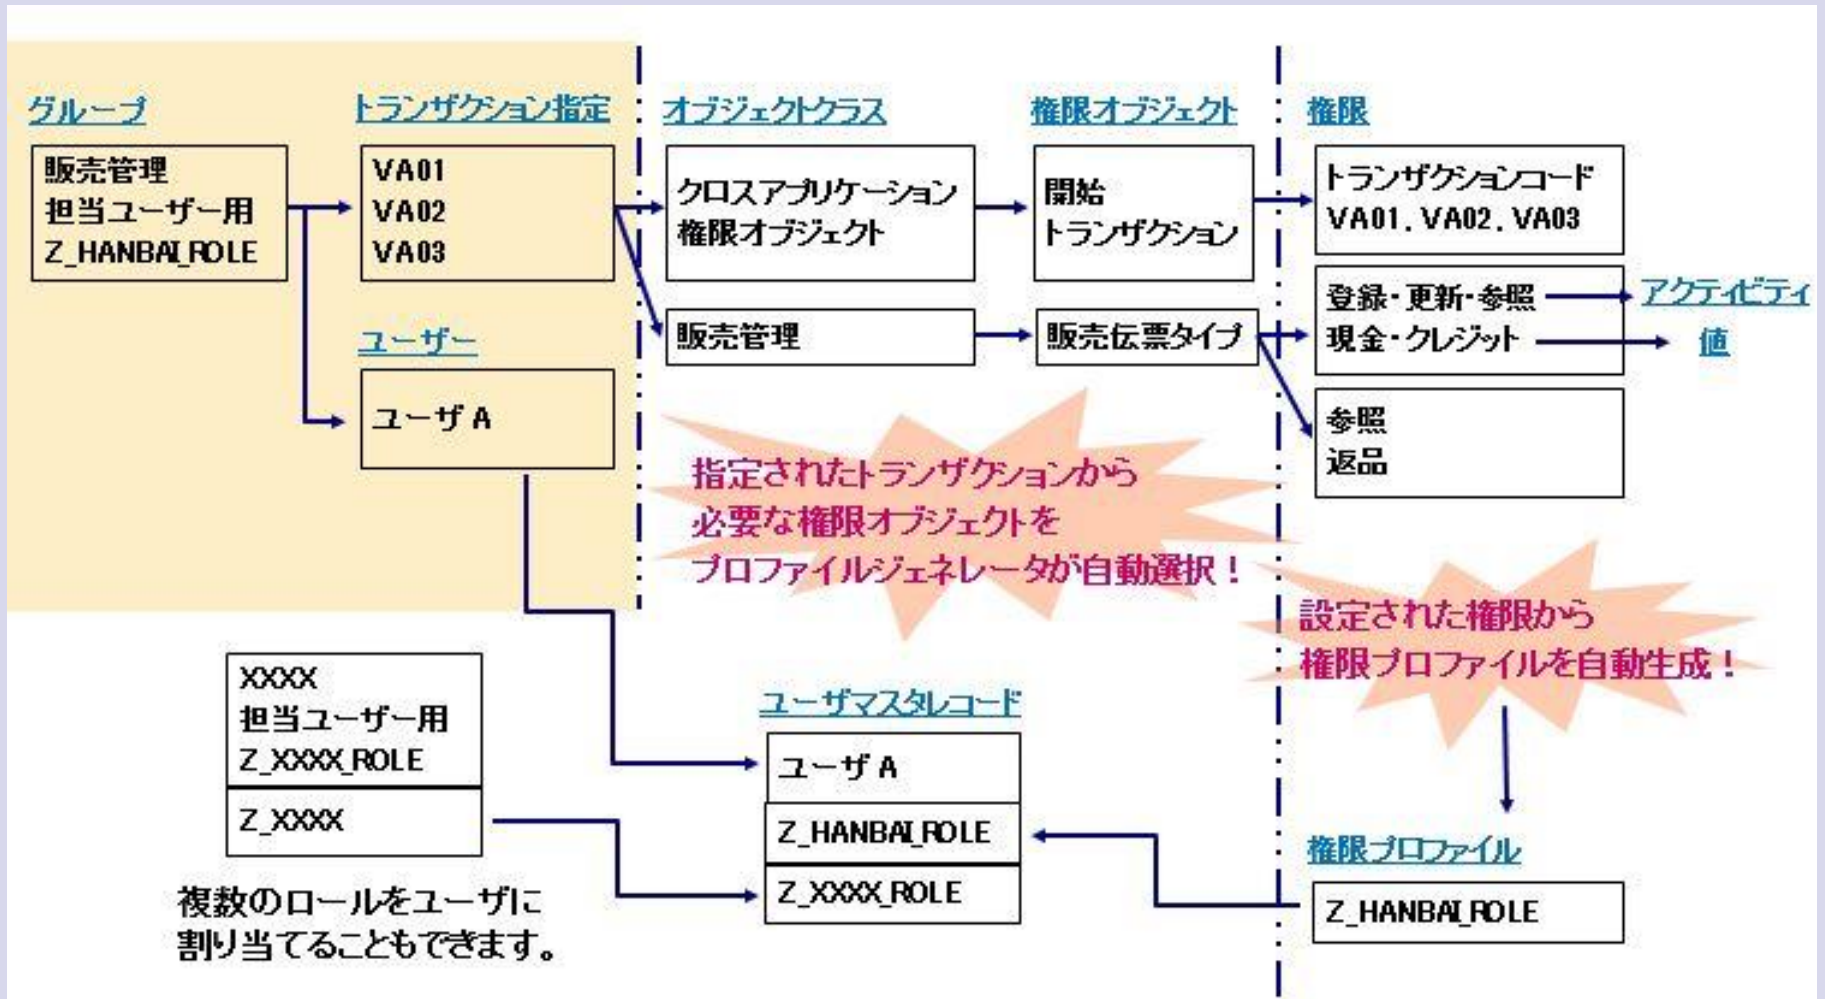 グループ
販売管理
担当ユーザー用
Z_HANBAI_ROLE
トランザクション指定
VA01
VA02
VA03
ユーザー
ユーザA
オブジェクトクラス
クロスアプリケーション
権限オブジェクト
販売管理
権限オブジェクト
開始
トランザクション
販売伝票タイプ
権限
トランザクションコード
VA01, VA02, VA03
登録・更新・参照
現金・クレジット
アクティビティ
値
参照
返品
指定されたトランザクションから
必要な権限オブジェクトを
プロファイルジェネレータが自動選択！
設定された権限から
権限プロファイルを自動生成！
XXXX
担当ユーザー用
Z_XXXX_ROLE
Z_XXXX
複数のロールをユーザに
割り当てることもできます。
ユーザマスタレコード
ユーザA
Z_HANBAI_ROLE
Z_XXXX_ROLE
権限プロファイル
Z_HANBAI_ROLE